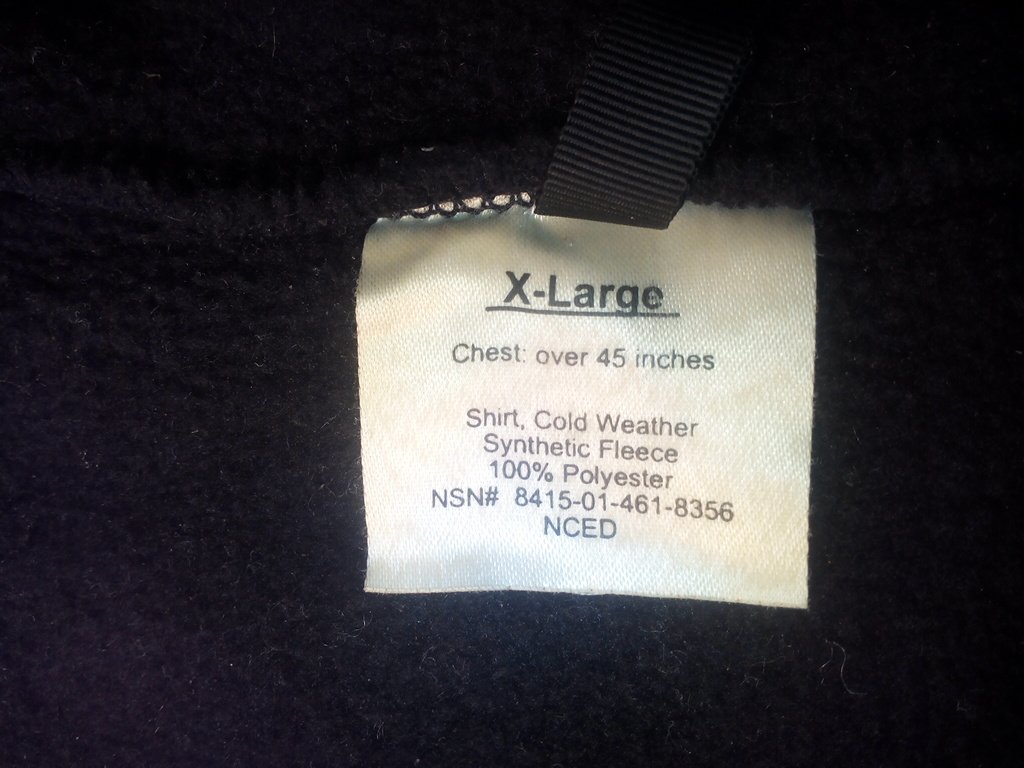 X-Large
Chest: over 45 inches
Shirt, Cold Weather
Synthetic Fleece
100% Polyester
NSN# 8415-01-461-8356
NCED